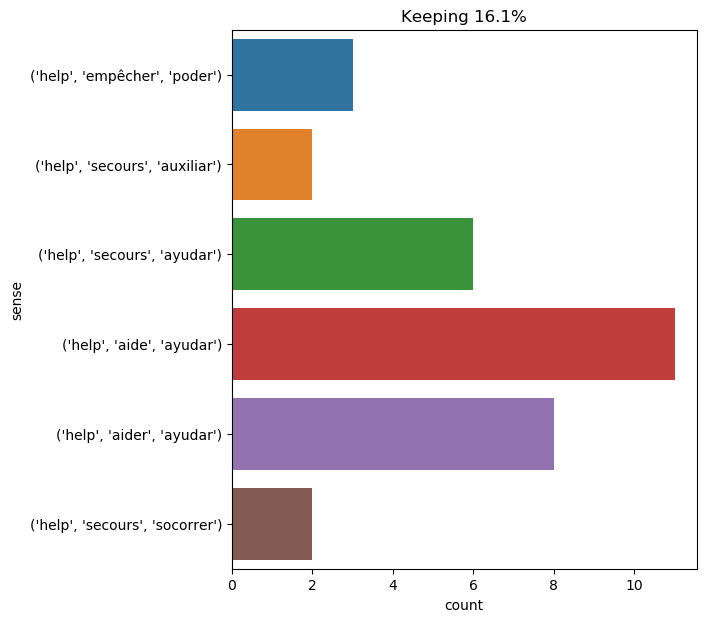 Keeping 16.1%
('help', 'empêcher', 'poder')
('help', 'secours', 'auxiliar')
('help', 'secours', 'ayudar')
('help', 'aide', 'ayudar')
('help', 'aider', 'ayudar')
('help', 'secours', 'socorrer')
sense
0 2 4 6 8 10
count